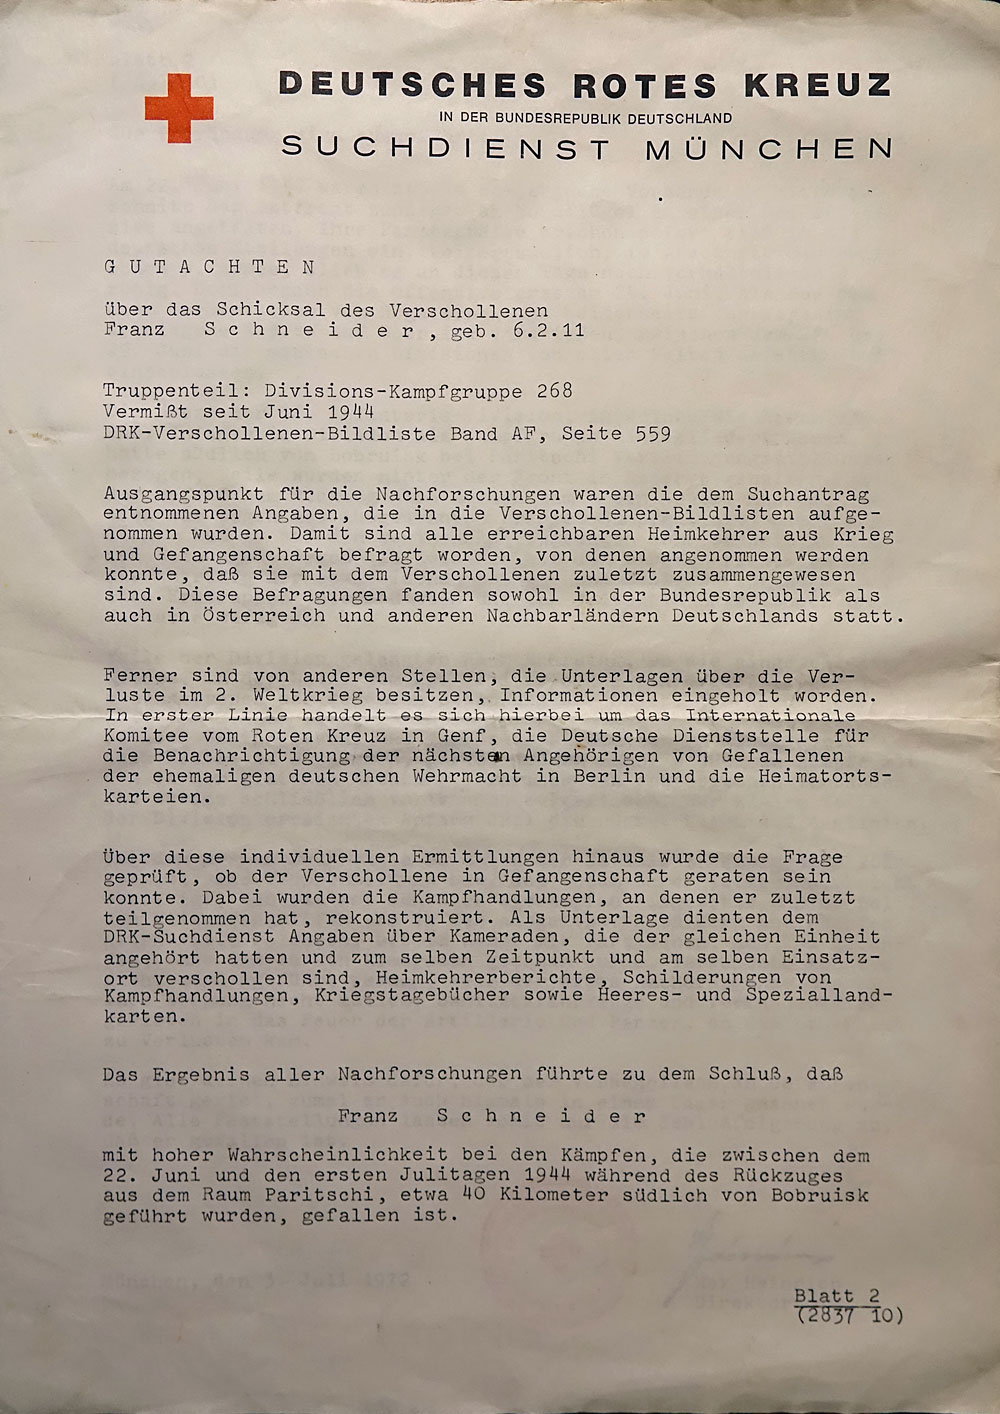 DEUTSCHES ROTES KREUZ
IN DER BUNDESREPUBLIK DEUTSCHLAND
SUCHDIENST MÜNCHEN
GUTACHTEN
über das Schicksal des Verschollenen
Franz Schneider, geb. 6.2.11
Truppenteil: Divisions-Kampfgruppe 268
Vermißt seit Juni 1944
DRK-Verschollenen-Bildliste Band AF, Seite 559
Ausgangspunkt für die Nachforschungen waren die dem Suchantrag
entnommenen Angaben, die in die Verschollenen-Bildlisten aufge-
nommen wurden. Damit sind alle erreichbaren Heimkehrer aus Krieg
und Gefangenschaft befragt worden, von denen angenommen werden
konnte, daß sie mit dem Verschollenen zuletzt zusammengewesen
sind. Diese Befragungen fanden sowohl in der Bundesrepublik als
auch in Österreich und anderen Nachbarländern Deutschlands statt.
Ferner sind von anderen Stellen, die Unterlagen über die Ver-
luste im 2. Weltkrieg besitzen, Informationen eingeholt worden.
In erster Linie handelt es sich hierbei um das Internationale
Komitee vom Roten Kreuz in Genf, die Deutsche Dienststelle für
die Benachrichtigung der nächsten Angehörigen von Gefallenen
der ehemaligen deutschen Wehrmacht in Berlin und die Heimatorts-
karteien.
Über diese individuellen Ermittlungen hinaus wurde die Frage
geprüft, ob der Verschollene in Gefangenschaft geraten sein
konnte. Dabei wurden die Kampfhandlungen, an denen er zuletzt
teilgenommen hat, rekonstruiert. Als Unterlage dienten dem
DRK-Suchdienst Angaben über Kameraden, die der gleichen Einheit
angehört hatten und zum selben Zeitpunkt und am selben Einsatz-
ort verschollen sind, Heimkehrerberichte, Schilderungen von
Kampfhandlungen, Kriegstagebücher sowie Heeres- und Spezialland-
karten.
Das Ergebnis aller Nachforschungen führte zu dem Schluß, daß
Franz Schneider
mit hoher Wahrscheinlichkeit bei den Kämpfen, die zwischen dem
22. Juni und den ersten Julitagen 1944 während des Rückzuges
aus dem Raum Paritschi, etwa 40 Kilometer südlich von Bobruisk
geführt wurden, gefallen ist.
Blatt 2
(2837 10)